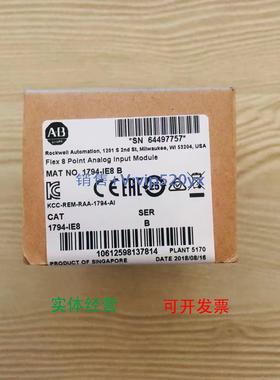 AB
Allen-Bradley
*SN 64497757*
Rockwell Automation, 1201 S 2nd St, Milwaukee, WI 53204, USA
Flex 8 Point Analog Input Module
MAT NO. 1794-IE8 B
KCC-REM-RAA-1794-AI
CAT
SER
1794-IE8
B
10612598137814
PLANT 5170
PRODUCT OF SINGAPORE
DATE 2018/08/16
实体经营
可开发票